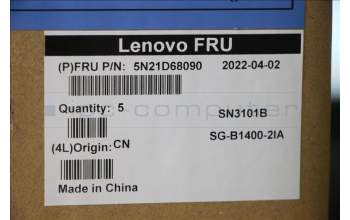 Lenovo FRU
(P)FRU P/N: 5N21D68090 2022-04-02
Quantity: 5
SN3101B
SG-B1400-2IA
(4L)Origin: CN
Made in China